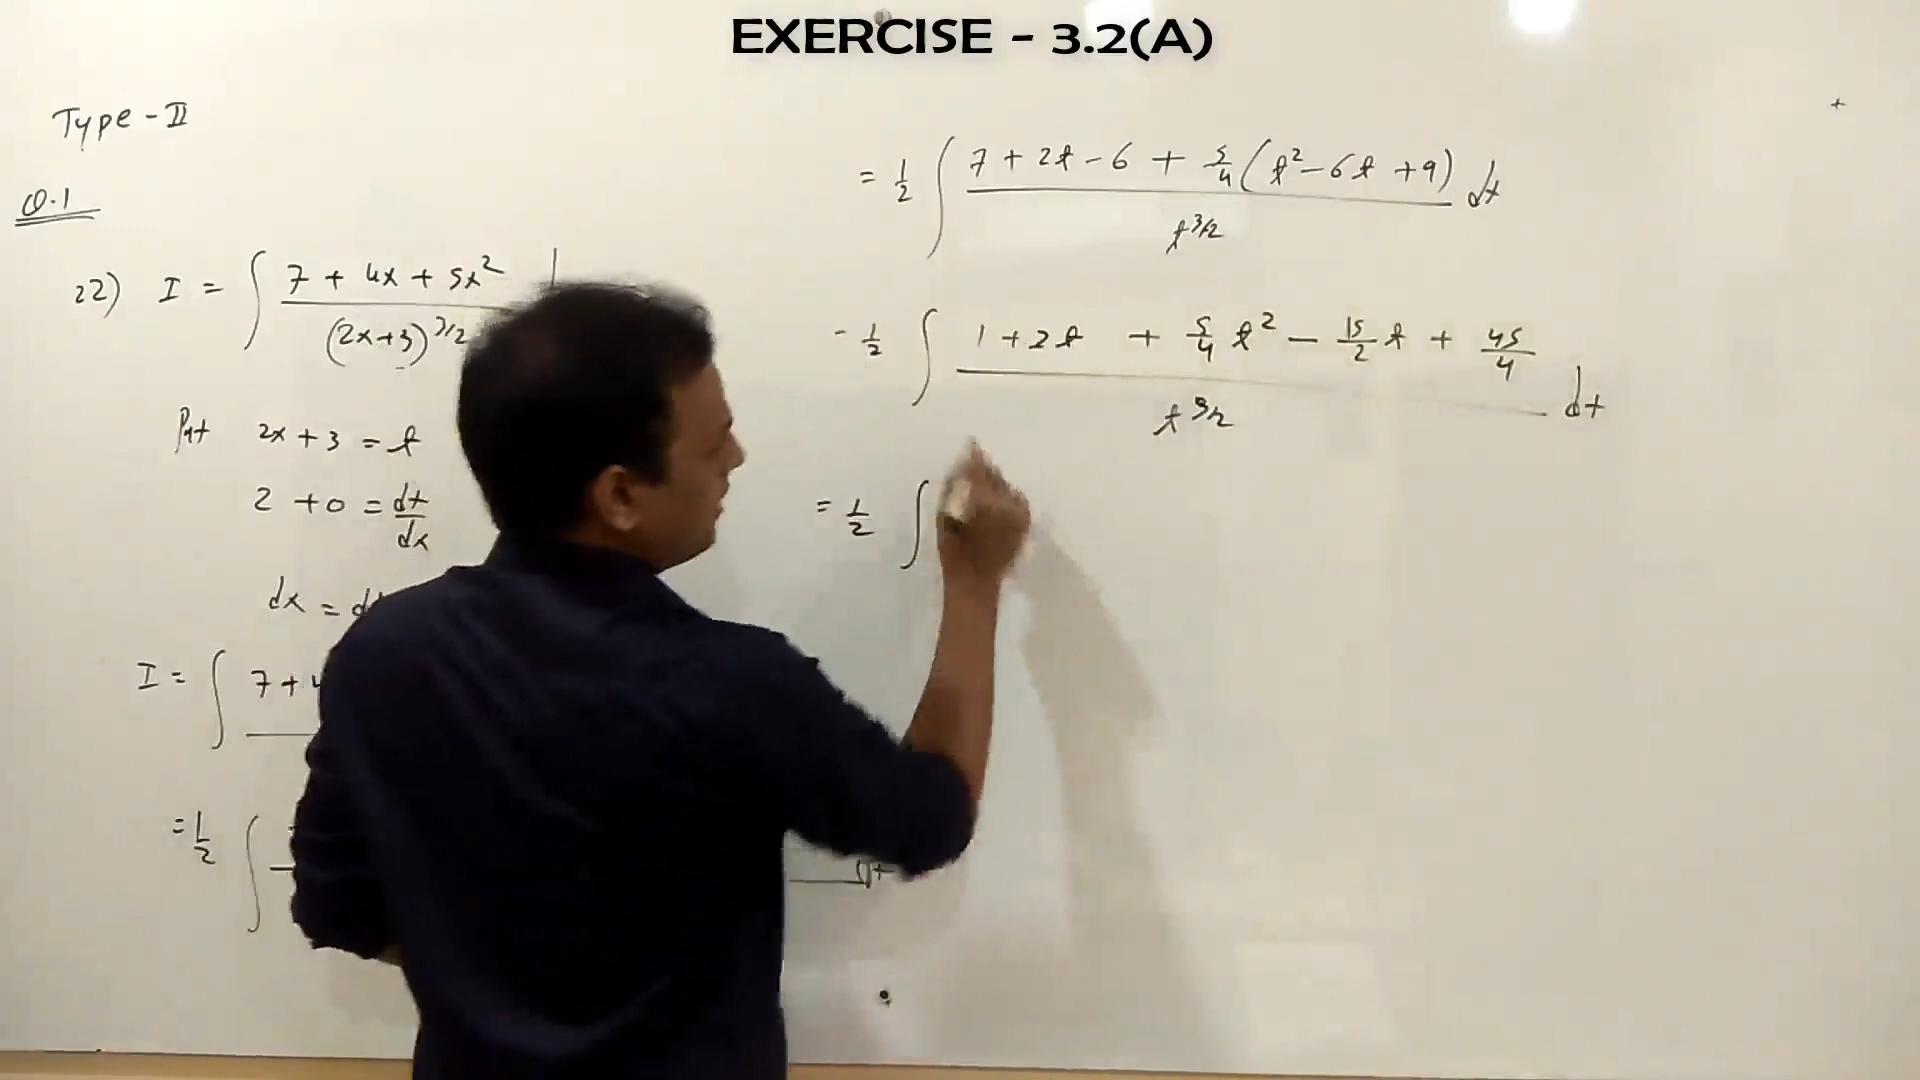 EXERCISE - 3.2(A)
Type - II
Q.1
22) I = ∫ 7 + 4x + 5x² / (2x+3)^3/2
Put 2x + 3 = t
2 + 0 = dt/dx
dx =
I = ∫ 7 +
= 1/2 ∫ dt
= 1/2 ∫ 7 + 2t - 6 + 5/4 (t² - 6t + 9) / t^3/2 dt
- 1/2 ∫ 1 + 2t + 5/4 t² - 15/2 t + 45/4 / t^3/2 dt
= 1/2 ∫